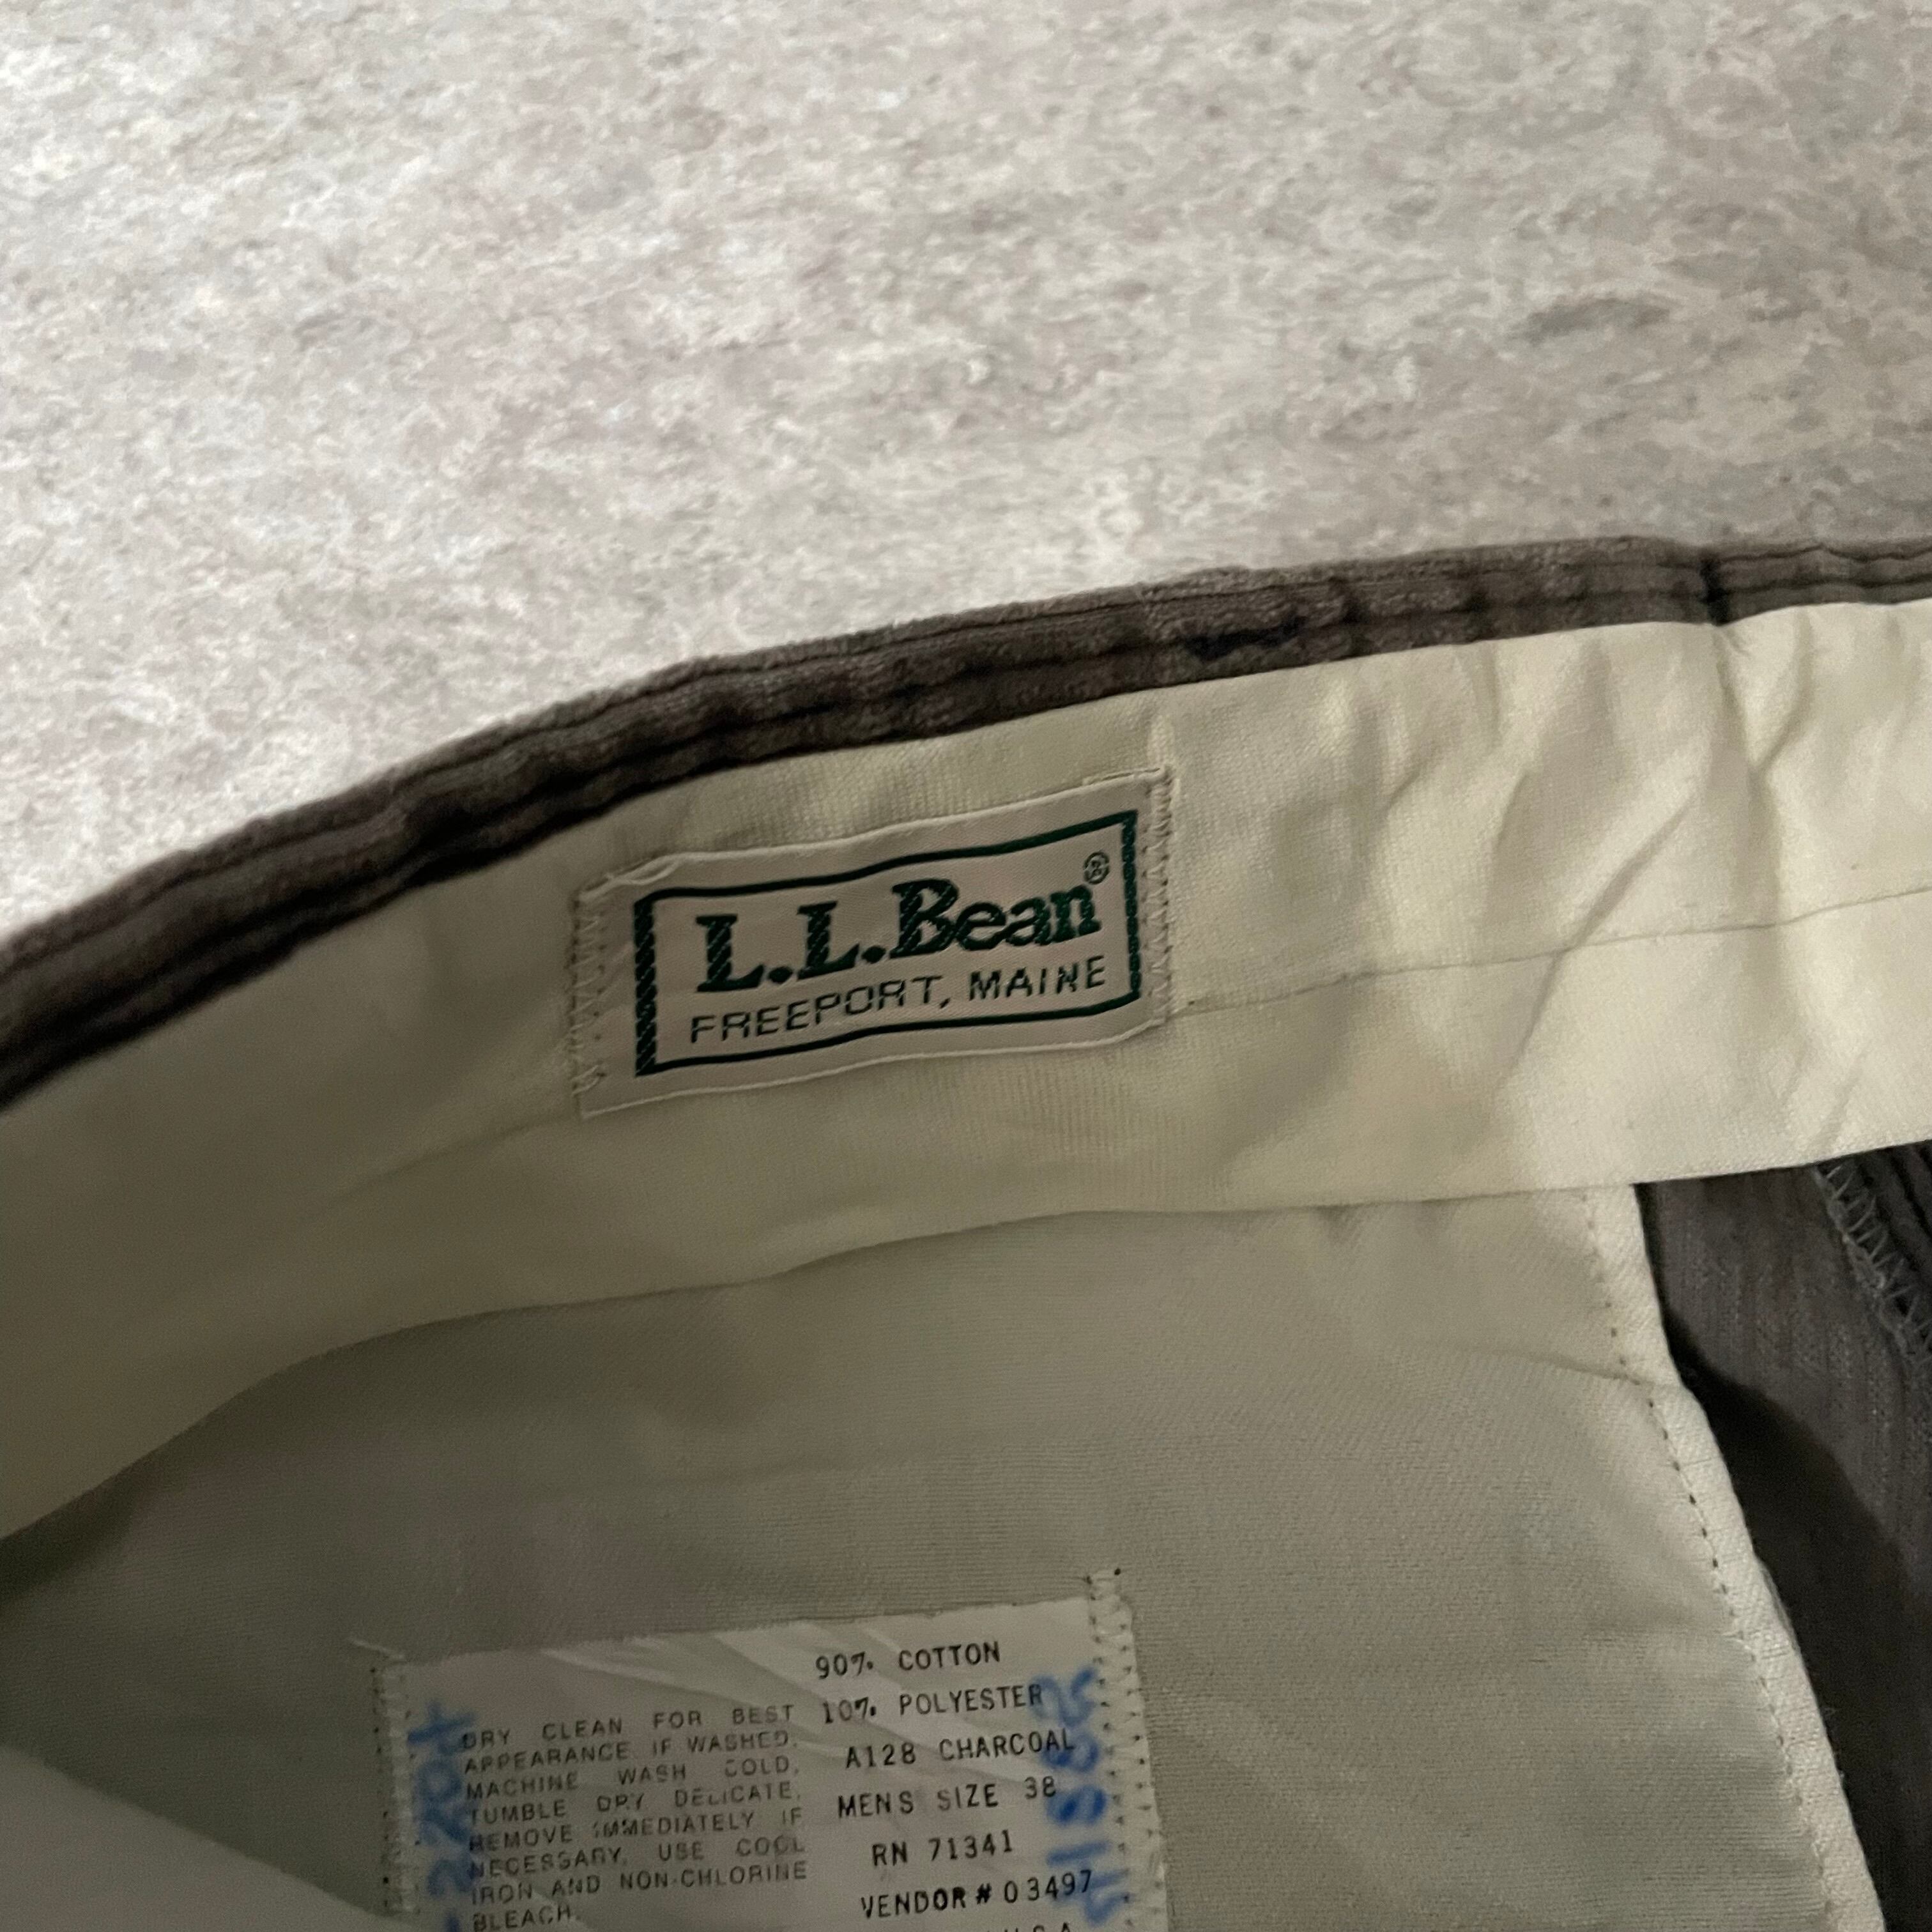 L.L.Bean®
FREEPORT, MAINE
90% COTTON
10% POLYESTER
A128 CHARCOAL
MENS SIZE 38
RN 71341
VENDOR # 03497
U.S.A.
DRY CLEAN FOR BEST
APPEARANCE. IF WASHED,
MACHINE WASH COLD,
TUMBLE DRY DELICATE,
REMOVE IMMEDIATELY IF
NECESSARY, USE COOL
IRON AND NON-CHLORINE
BLEACH.